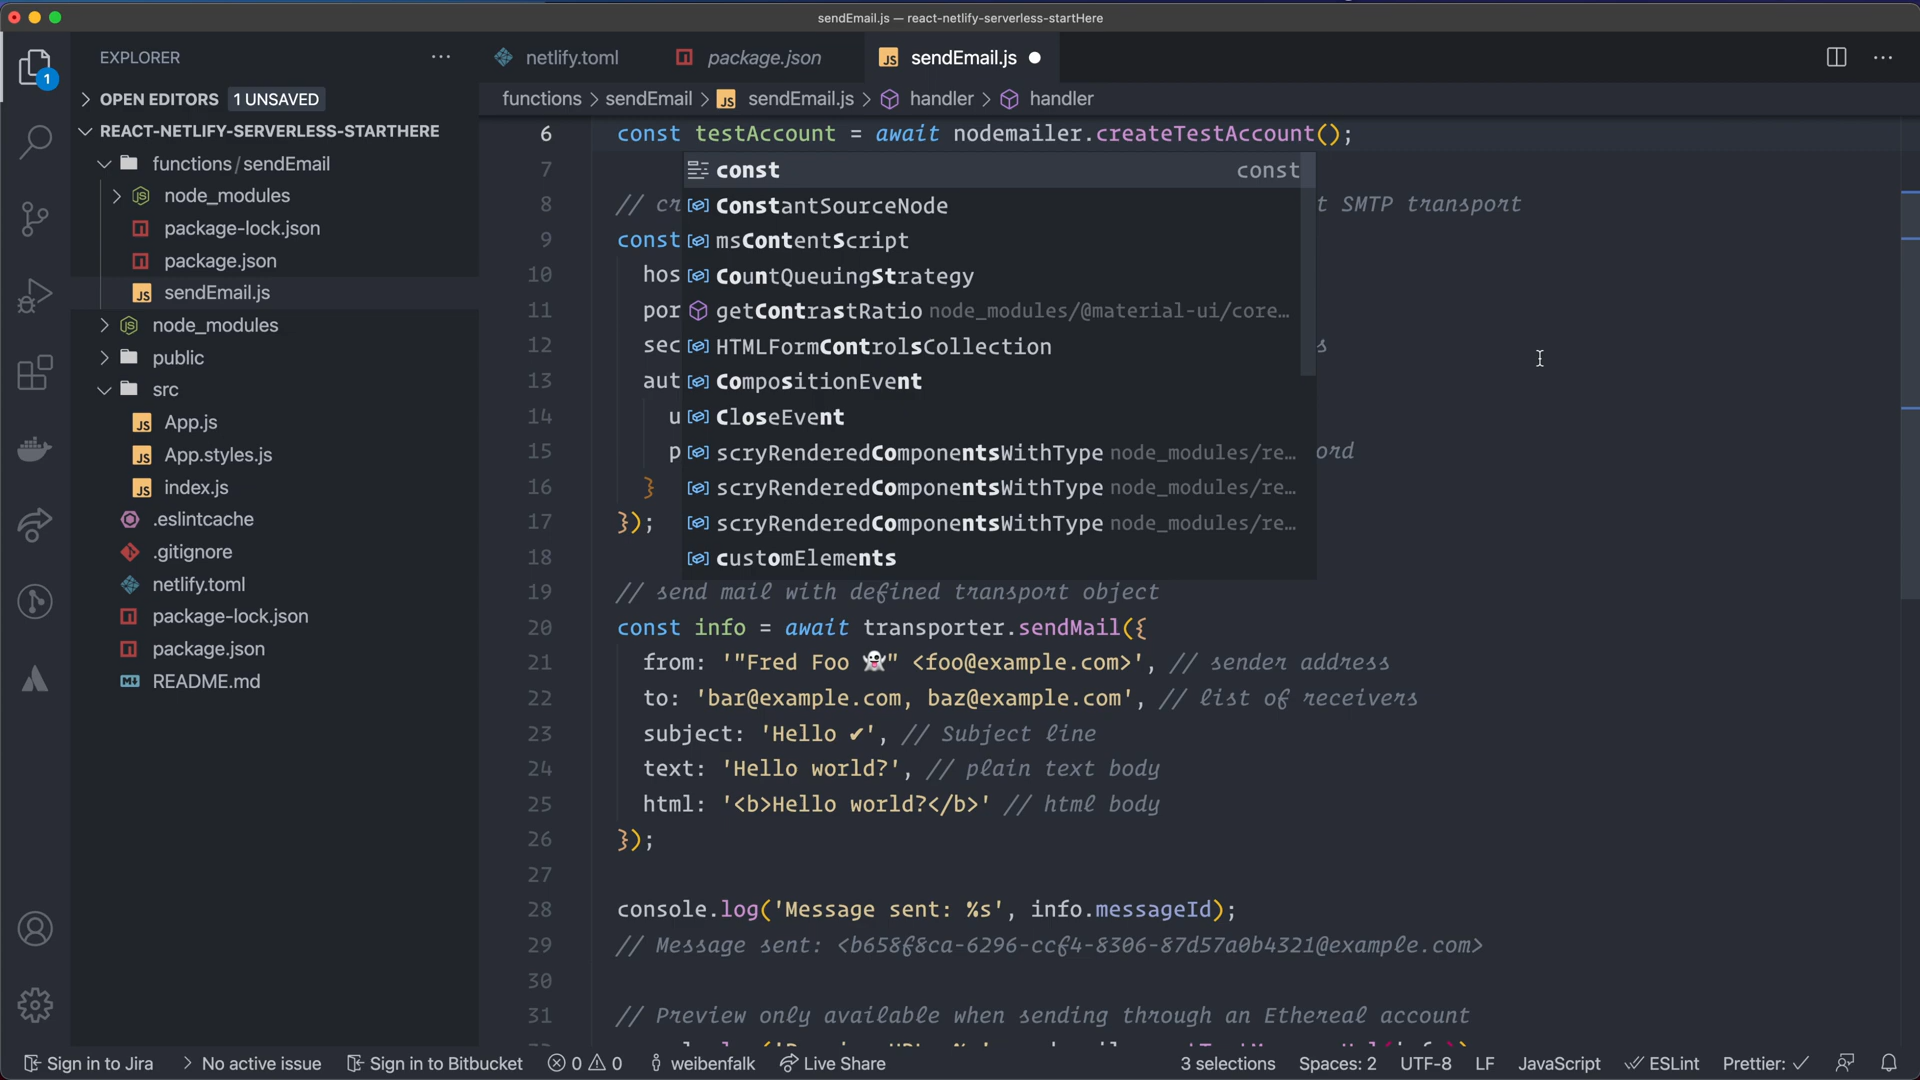 sendEmail.js — react-netlify-serverless-startHere
EXPLORER
netlify.toml
package.json
sendEmail.js
1
OPEN EDITORS 1 UNSAVED
functions > sendEmail > JS sendEmail.js > handler > handler
REACT-NETLIFY-SERVERLESS-STARTHERE
functions/sendEmail
node_modules
package-lock.json
package.json
JS sendEmail.js
node_modules
public
src
JS App.js
JS App.styles.js
JS index.js
.eslintcache
.gitignore
netlify.toml
package-lock.json
package.json
README.md
6 const testAccount = await nodemailer.createTestAccount();
7
8 // cr t SMTP transport
9 const
10 hos
11 por
12 sec s
13 aut
14 u
15 p ord
16 }
17 });
18
const const
ConstantSourceNode
msContentScript
CountQueuingStrategy
getContrastRatio node_modules/@material-ui/core…
HTMLFormControlsCollection
CompositionEvent
CloseEvent
scryRenderedComponentsWithType node_modules/re…
scryRenderedComponentsWithType node_modules/re…
scryRenderedComponentsWithType node_modules/re…
customElements
19 // send mail with defined transport object
20 const info = await transporter.sendMail({
21 from: '"Fred Foo 👻" <foo@example.com>', // sender address
22 to: 'bar@example.com, baz@example.com', // list of receivers
23 subject: 'Hello ✔', // Subject line
24 text: 'Hello world?', // plain text body
25 html: '<b>Hello world?</b>' // html body
26 });
27
28 console.log('Message sent: %s', info.messageId);
29 // Message sent: <b658f8ca-6296-ccf4-8306-87d57a0b4321@example.com>
30
31 // Preview only available when sending through an Ethereal account
Sign in to Jira > No active issue Sign in to Bitbucket 0 0 weibenfalk Live Share 3 selections Spaces: 2 UTF-8 LF JavaScript ESLint Prettier: ✓